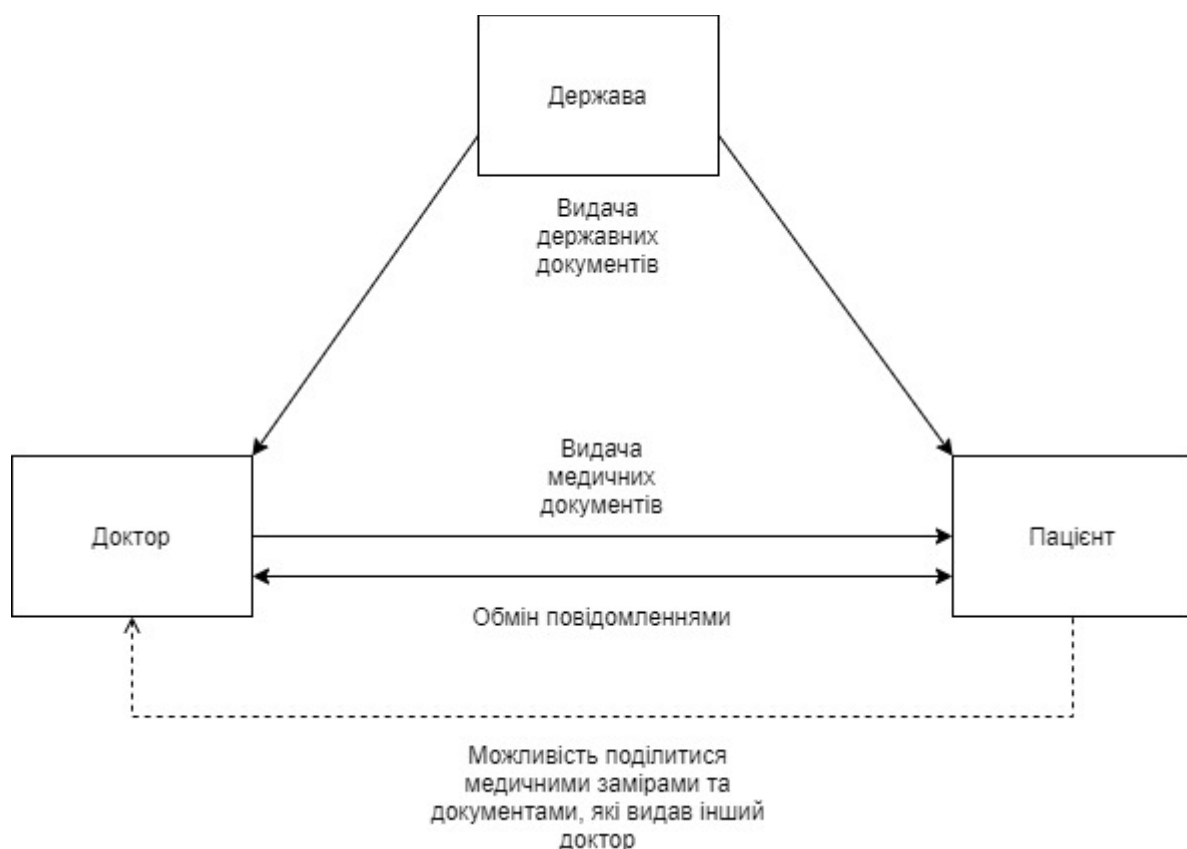 Держава
Видача
державних
документів
Видача
медичних
документів
Доктор
Пацієнт
Обмін повідомленнями
Можливість поділитися
медичними замірами та
документами, які видав інший
доктор